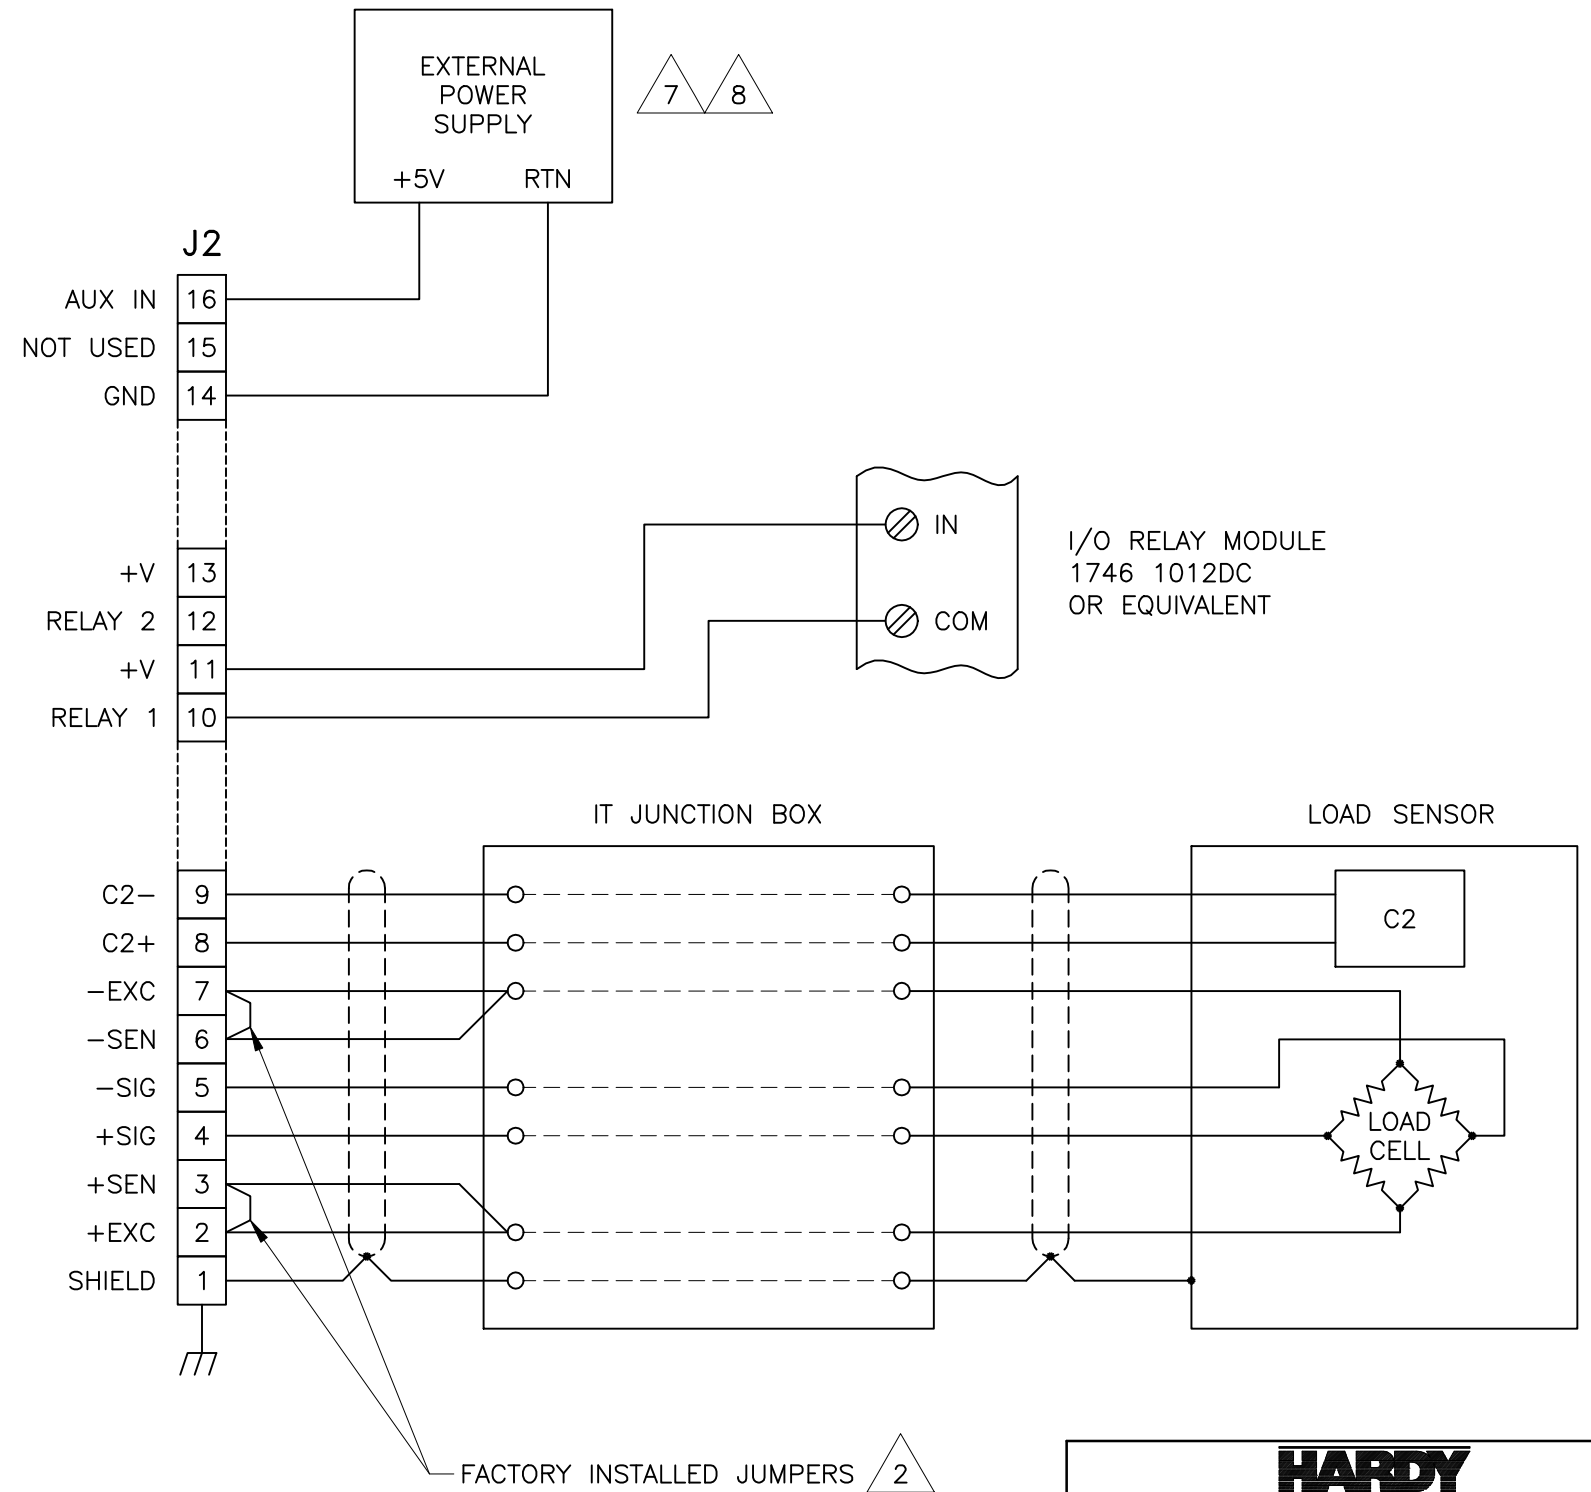 EXTERNAL
POWER
SUPPLY
+5V RTN
7 8
J2
AUX IN 16
NOT USED 15
GND 14
IN
I/O RELAY MODULE
1746 1012DC
OR EQUIVALENT
+V 13
RELAY 2 12
COM
+V 11
RELAY 1 10
IT JUNCTION BOX
LOAD SENSOR
C2- 9
C2
C2+ 8
-EXC 7
-SEN 6
-SIG 5
LOAD
CELL
+SIG 4
+SEN 3
+EXC 2
SHIELD 1
FACTORY INSTALLED JUMPERS 2
HARDY